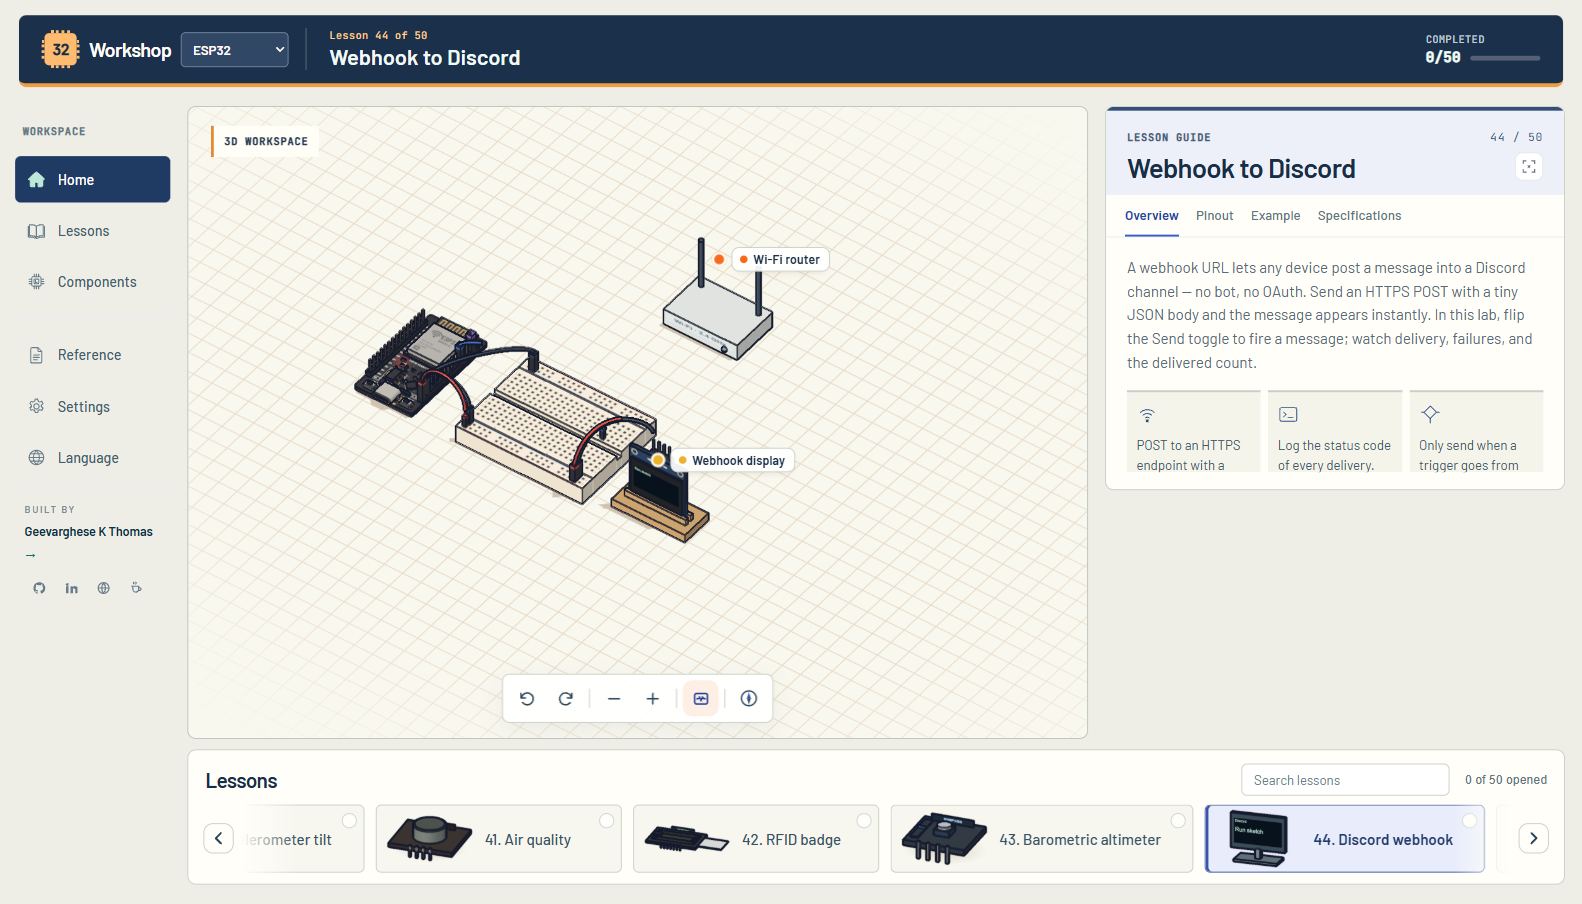 32
Workshop
ESP32
Lesson 44 of 50
Webhook to Discord
COMPLETED
0/50
WORKSPACE
Home
Lessons
Components
Reference
Settings
Language
BUILT BY
Geevarghese K Thomas
→
in
3D WORKSPACE
Wi-Fi router
Webhook display
LESSON GUIDE
44 / 50
Webhook to Discord
Overview
Pinout
Example
Specifications
A webhook URL lets any device post a message into a Discord
channel — no bot, no OAuth. Send an HTTPS POST with a tiny
JSON body and the message appears instantly. In this lab, flip
the Send toggle to fire a message; watch delivery, failures, and
the delivered count.
POST to an HTTPS
endpoint with a
Log the status code
of every delivery.
Only send when a
trigger goes from
Lessons
Search lessons
0 of 50 opened
lerometer tilt
41. Air quality
42. RFID badge
43. Barometric altimeter
Run sketch
44. Discord webhook